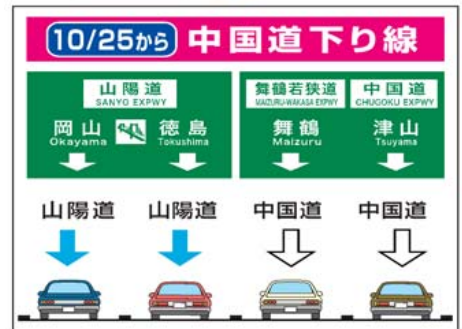 10/25から 中国道下り線
山陽道
SANYO EXPWY
岡山 徳島
Okayama Tokushima
舞鶴若狭道 中国道
MAIZURU-WAKASA EXPWY CHUGOKU EXPWY
舞鶴 津山
Maizuru Tsuyama
山陽道 山陽道 中国道 中国道